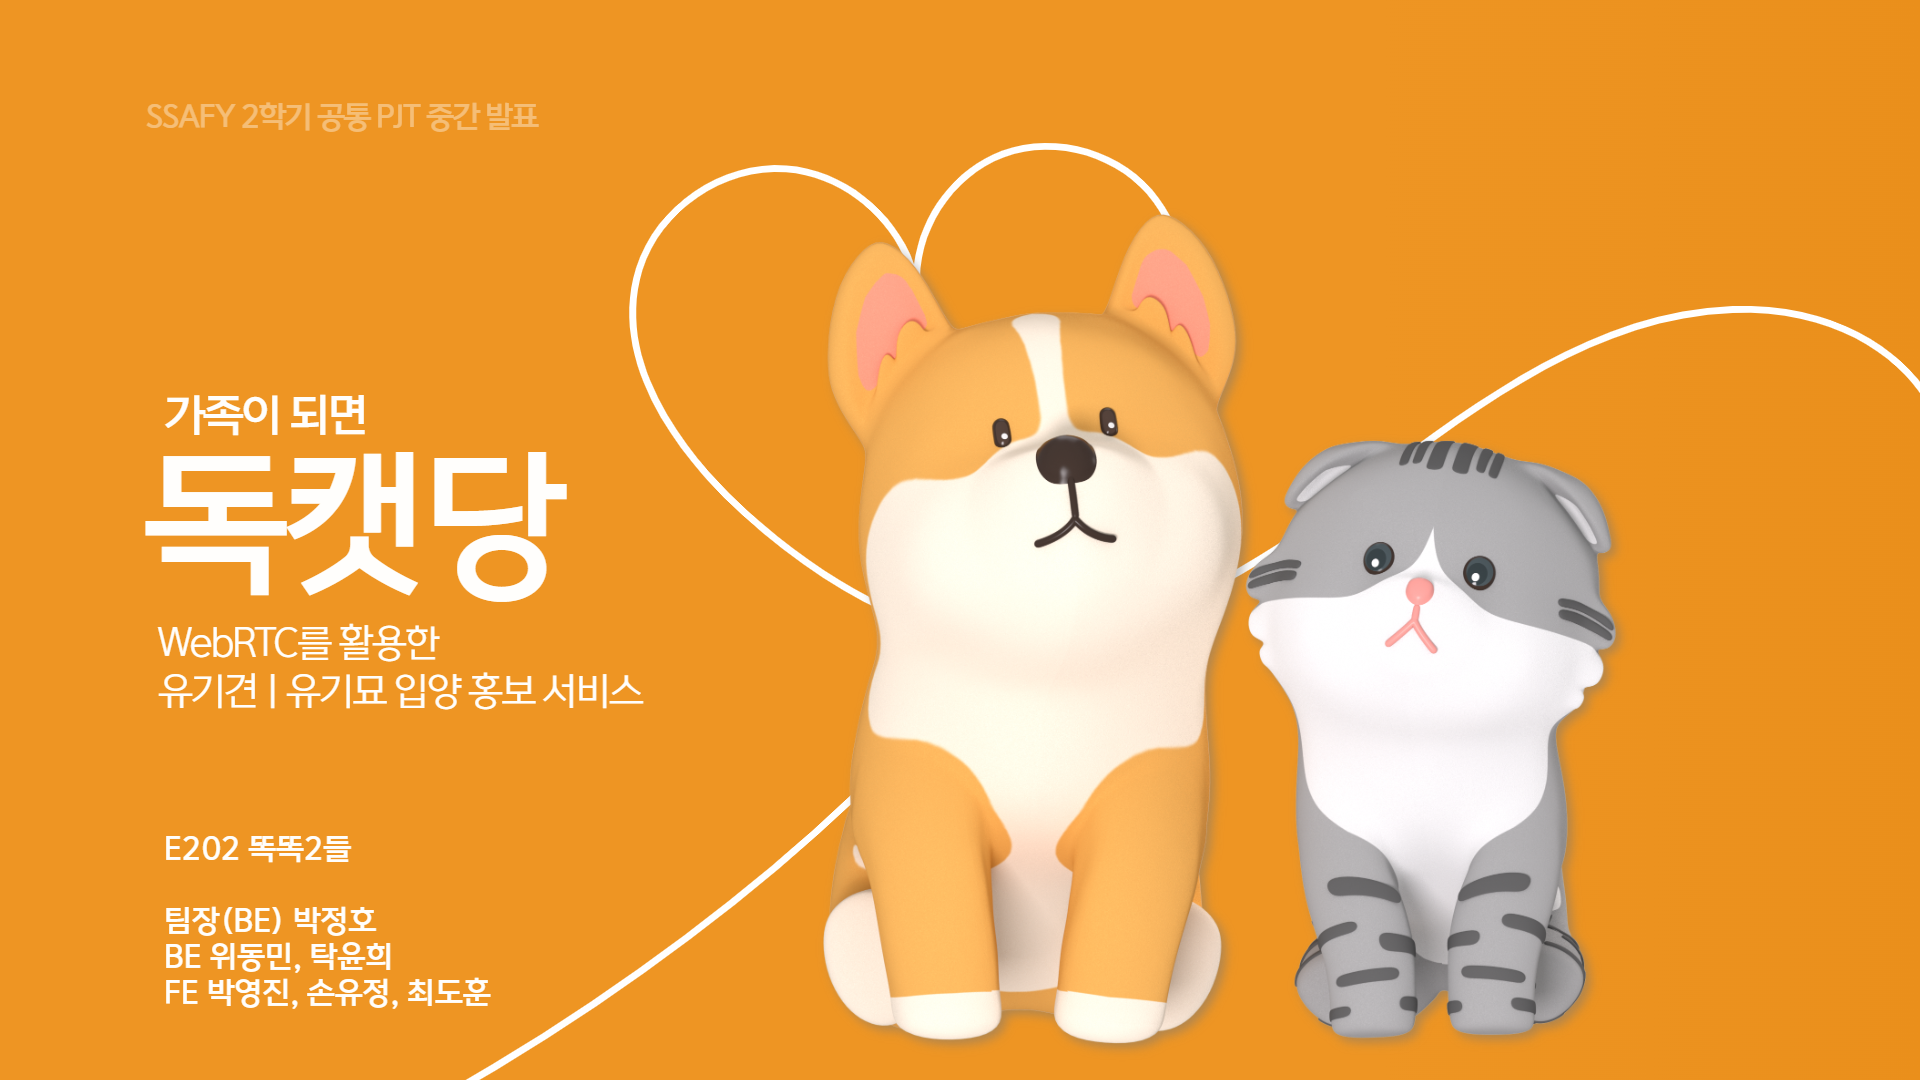 SSAFY 2학기 공통 PJT 중간 발표
가족이 되면
독캣당
WebRTC를 활용한
유기견 | 유기묘 입양 홍보 서비스
E202 똑똑2들
팀장(BE) 박정호
BE 위동민, 탁윤희
FE 박영진, 손유정, 최도훈